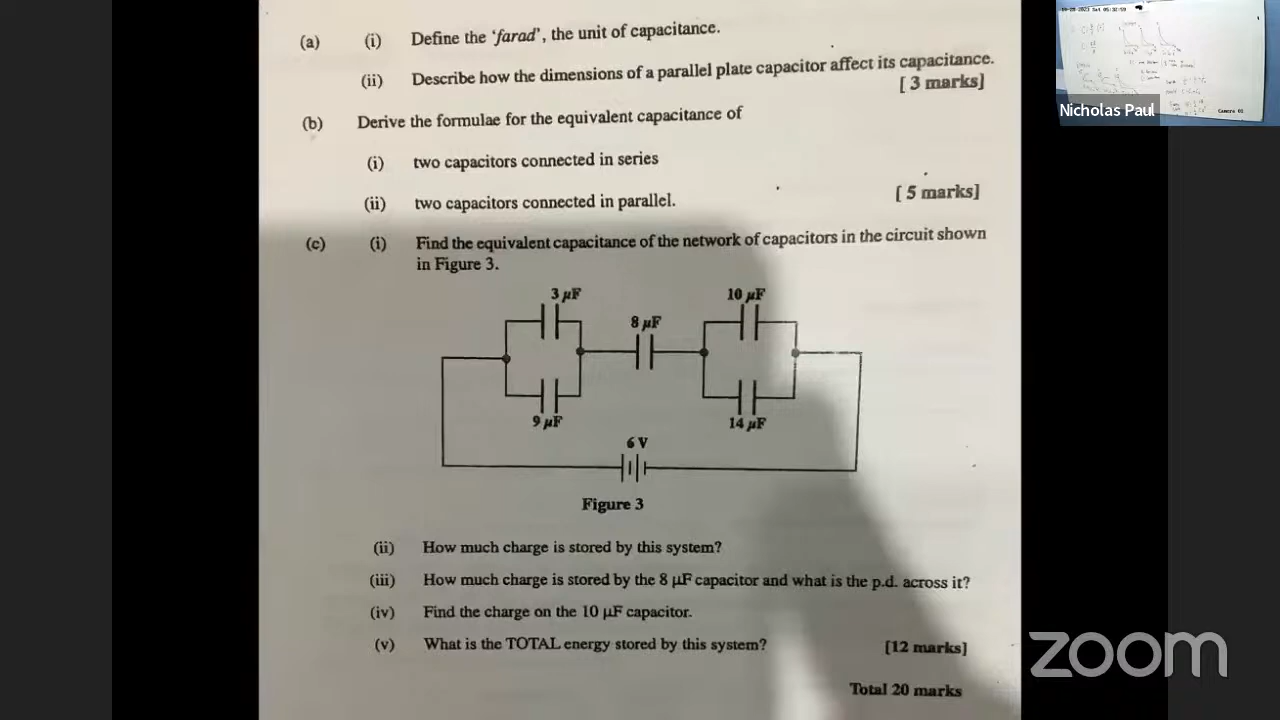 (a) (i) Define the 'farad', the unit of capacitance.
(ii) Describe how the dimensions of a parallel plate capacitor affect its capacitance.
[ 3 marks]
(b) Derive the formulae for the equivalent capacitance of
(i) two capacitors connected in series
(ii) two capacitors connected in parallel.
[ 5 marks]
(c) (i) Find the equivalent capacitance of the network of capacitors in the circuit shown
in Figure 3.
3 µF
10 µF
8 µF
9 µF
14 µF
6 V
Figure 3
(ii) How much charge is stored by this system?
(iii) How much charge is stored by the 8 µF capacitor and what is the p.d. across it?
(iv) Find the charge on the 10 µF capacitor.
(v) What is the TOTAL energy stored by this system?
[12 marks]
Total 20 marks
Nicholas Paul
Camera 01
zoom